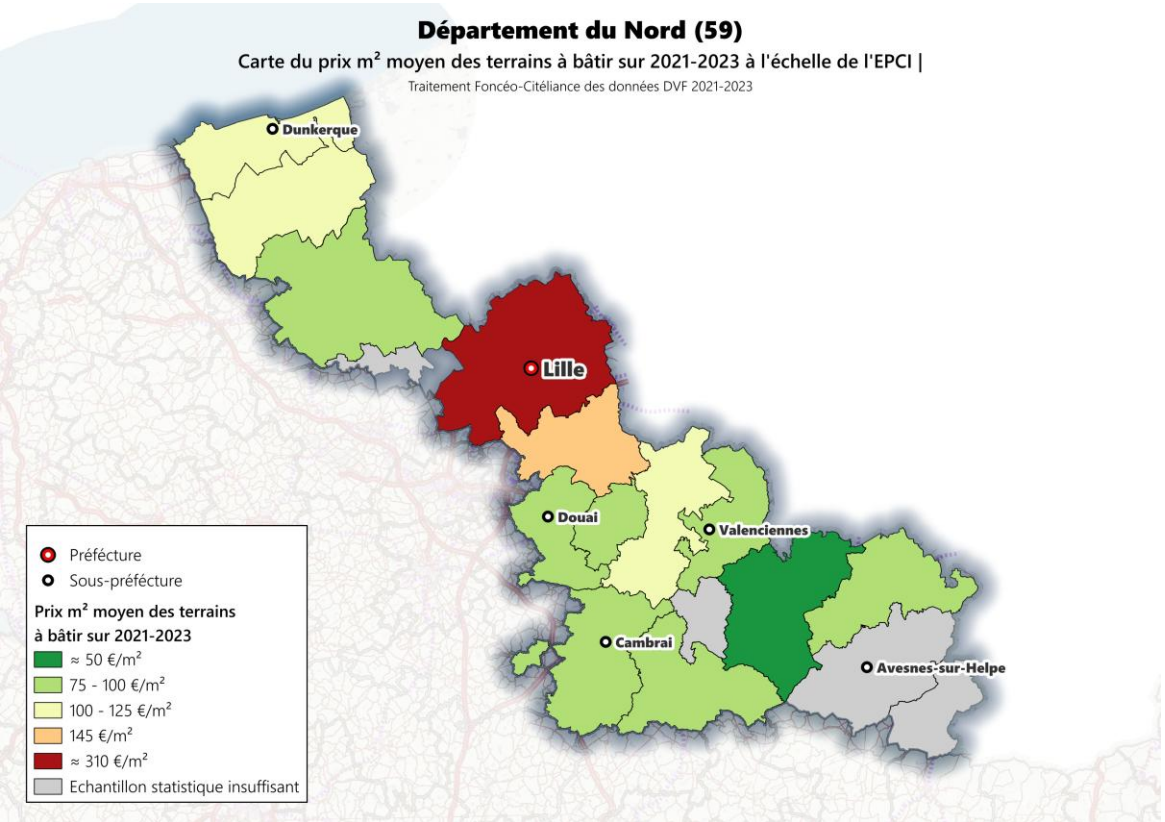 Département du Nord (59)
Carte du prix m² moyen des terrains à bâtir sur 2021-2023 à l'échelle de l'EPCI |
Traitement Foncéo-Citéliance des données DVF 2021-2023
Dunkerque
Lille
Douai
Valenciennes
Cambrai
Avesnes-sur-Helpe
Préfécture
Sous-préfécture
Prix m² moyen des terrains
à bâtir sur 2021-2023
≈ 50 €/m²
75 - 100 €/m²
100 - 125 €/m²
145 €/m²
≈ 310 €/m²
Echantillon statistique insuffisant